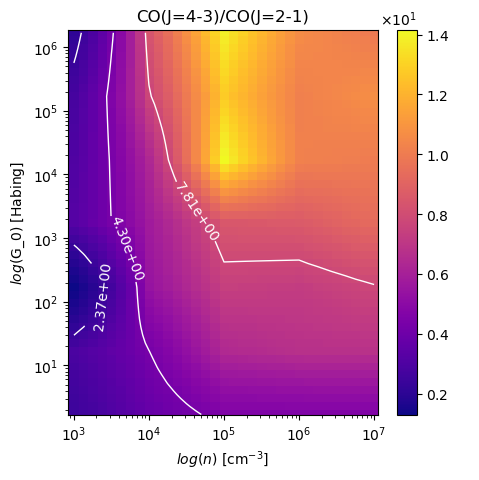 CO(J=4-3)/CO(J=2-1)
×10¹
log(G_0) [Habing]
10⁶
10⁵
10⁴
10³
10²
10¹
7.81e+00
4.30e+00
2.37e+00
10³ 10⁴ 10⁵ 10⁶ 10⁷
log(n) [cm⁻³]
1.4
1.2
1.0
0.8
0.6
0.4
0.2